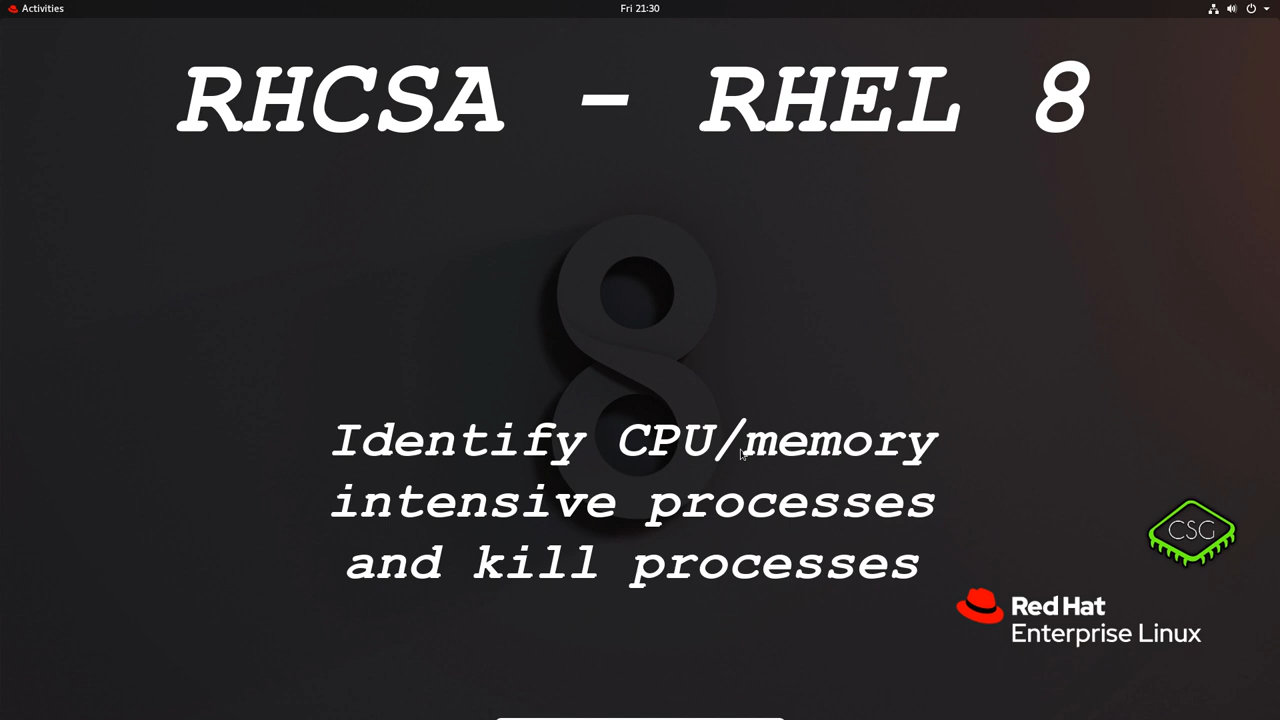 Activities
Fri 21:30
RHCSA - RHEL 8
Identify CPU/memory
intensive processes
and kill processes
CSG
Red Hat
Enterprise Linux